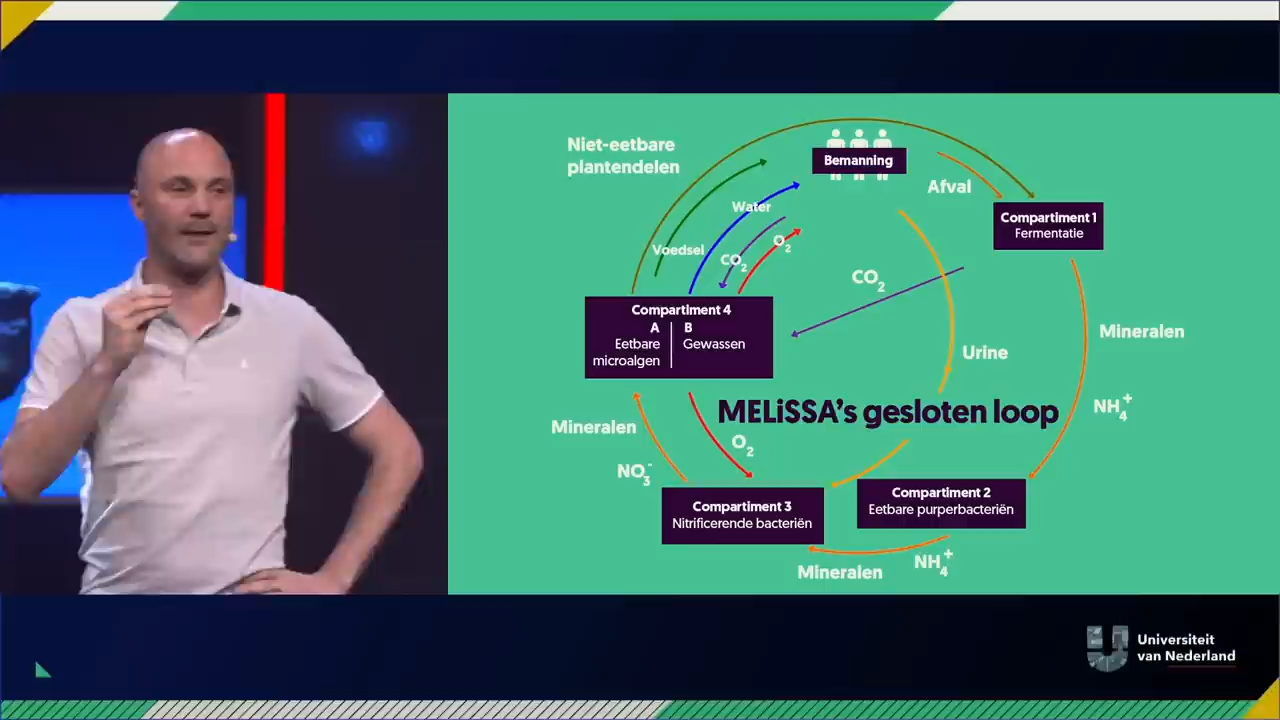 Niet-eetbare
plantendelen
Bemanning
Afval
Water
Voedsel
CO2
O2
Compartiment 1
Fermentatie
CO2
Compartiment 4
A | B
Eetbare
microalgen
Gewassen
Mineralen
Urine
NH4+
MELiSSA's gesloten loop
Mineralen
O2
NO3-
Compartiment 3
Nitrificerende bacteriën
Compartiment 2
Eetbare purperbacteriën
Mineralen
NH4+
Universiteit
van Nederland